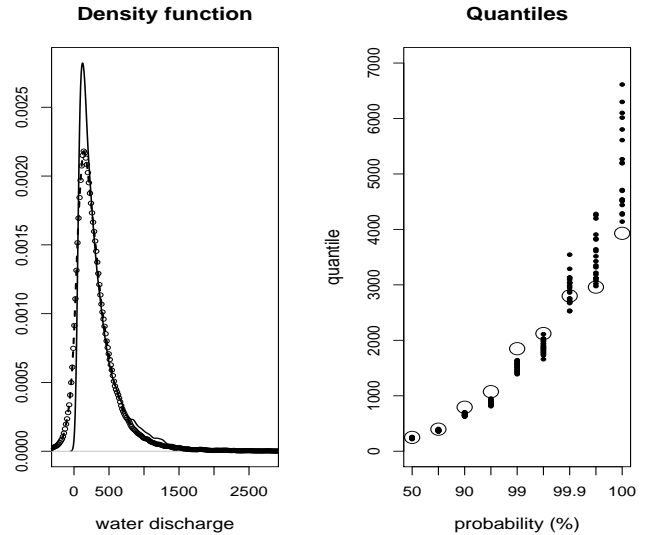 Density function
0.0000 0.0005 0.0010 0.0015 0.0020 0.0025
0 500 1500 2500
water discharge
Quantiles
quantile
0 1000 2000 3000 4000 5000 6000 7000
50 90 99 99.9 100
probability (%)